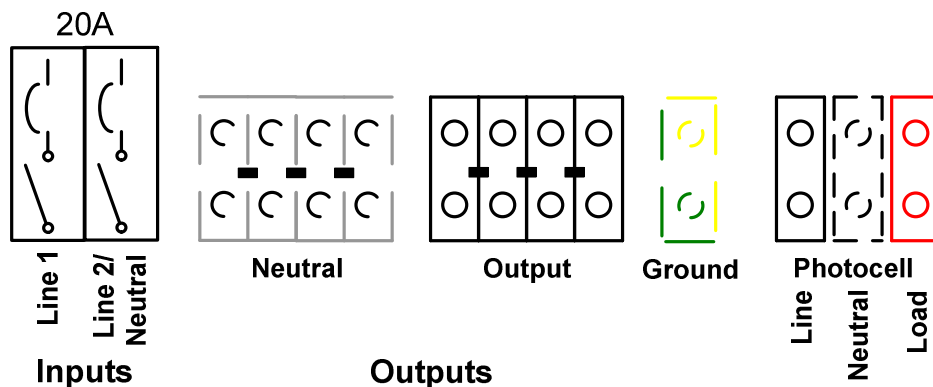 20A
Line 1
Line 2/
Neutral
Neutral
Output
Ground
Photocell
Line
Neutral
Load
Inputs
Outputs